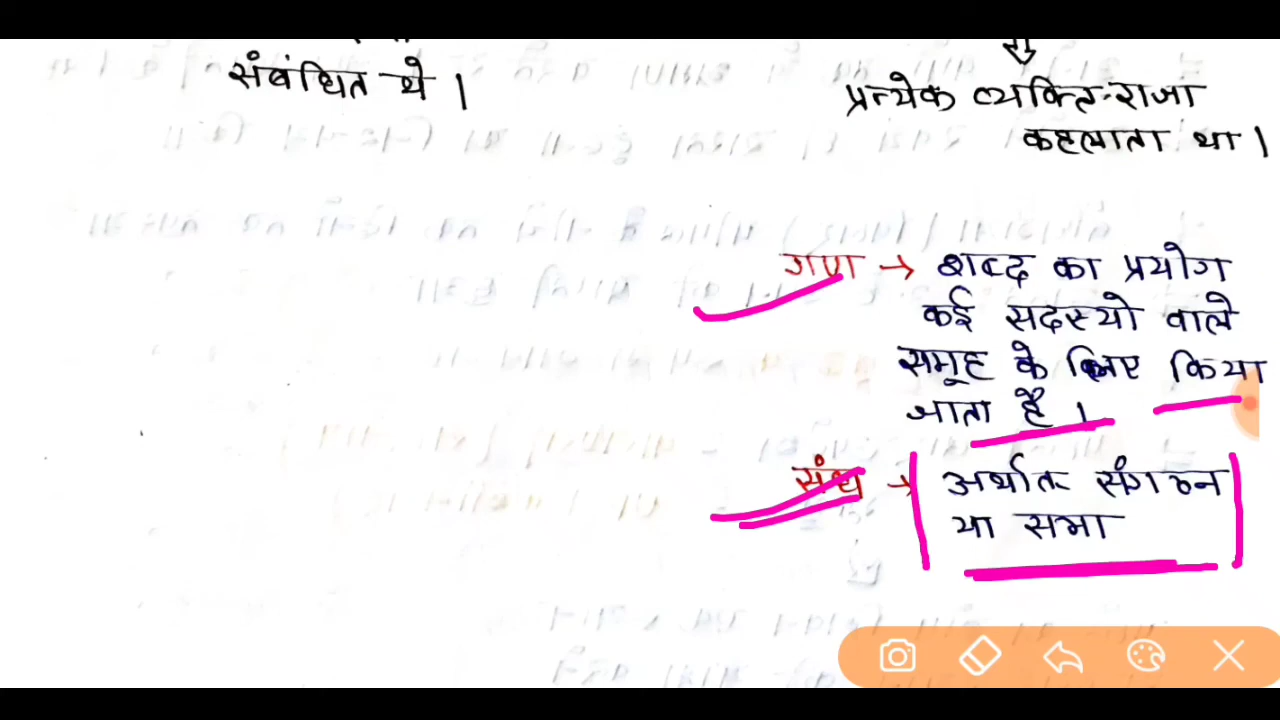 संबंधित थे ।
प्रत्येक व्यक्ति-राजा
कहलाता था ।
गण → शब्द का प्रयोग
कई सदस्यो वाले
समूह के लिए किया
जाता है ।
संघ → अर्थात- संगठन
या सभा